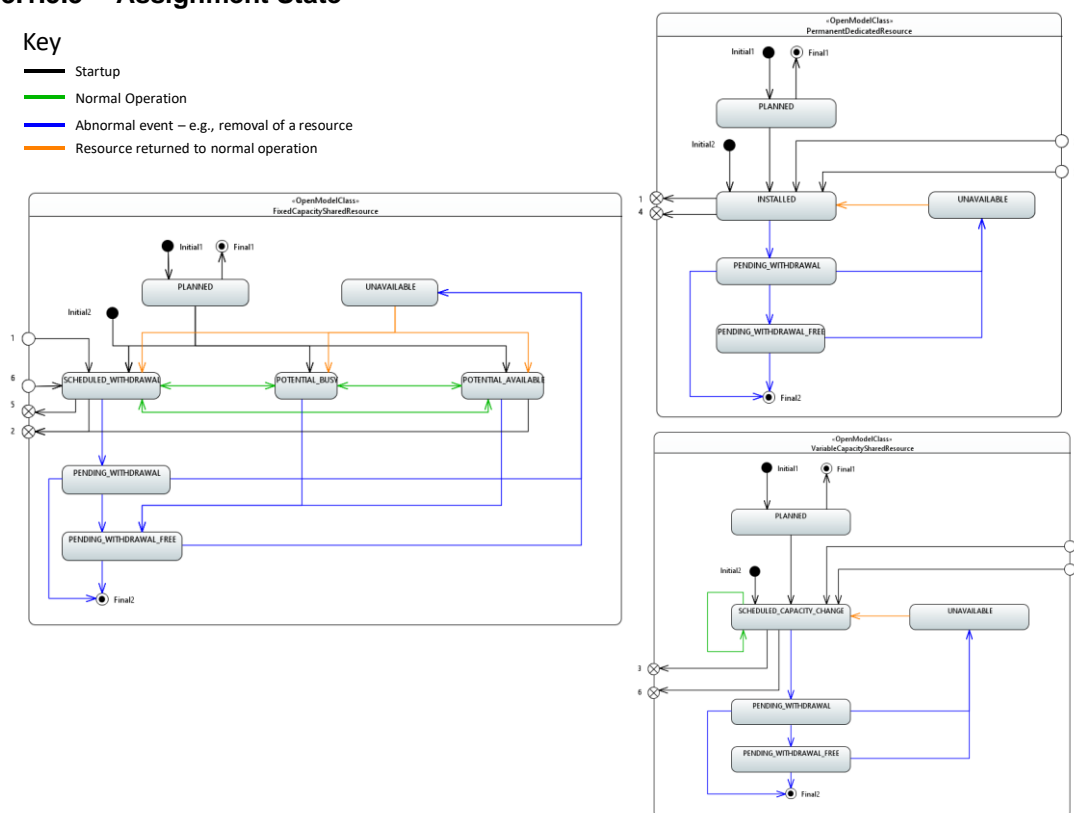 Assignment State
Key
Startup
Normal Operation
Abnormal event – e.g., removal of a resource
Resource returned to normal operation
«OpenModelClass»
FixedCapacitySharedResource
Initial1
Final1
PLANNED
UNAVAILABLE
Initial2
1
6
SCHEDULED_WITHDRAWAL
POTENTIAL_BUSY
POTENTIAL_AVAILABLE
5
2
PENDING_WITHDRAWAL
PENDING_WITHDRAWAL_FREE
Final2
«OpenModelClass»
PermanentDedicatedResource
Initial1
Final1
PLANNED
Initial2
1
4
INSTALLED
UNAVAILABLE
PENDING_WITHDRAWAL
PENDING_WITHDRAWAL_FREE
Final2
«OpenModelClass»
VariableCapacitySharedResource
Initial1
Final1
PLANNED
Initial2
SCHEDULED_CAPACITY_CHANGE
UNAVAILABLE
3
6
PENDING_WITHDRAWAL
PENDING_WITHDRAWAL_FREE
Final2